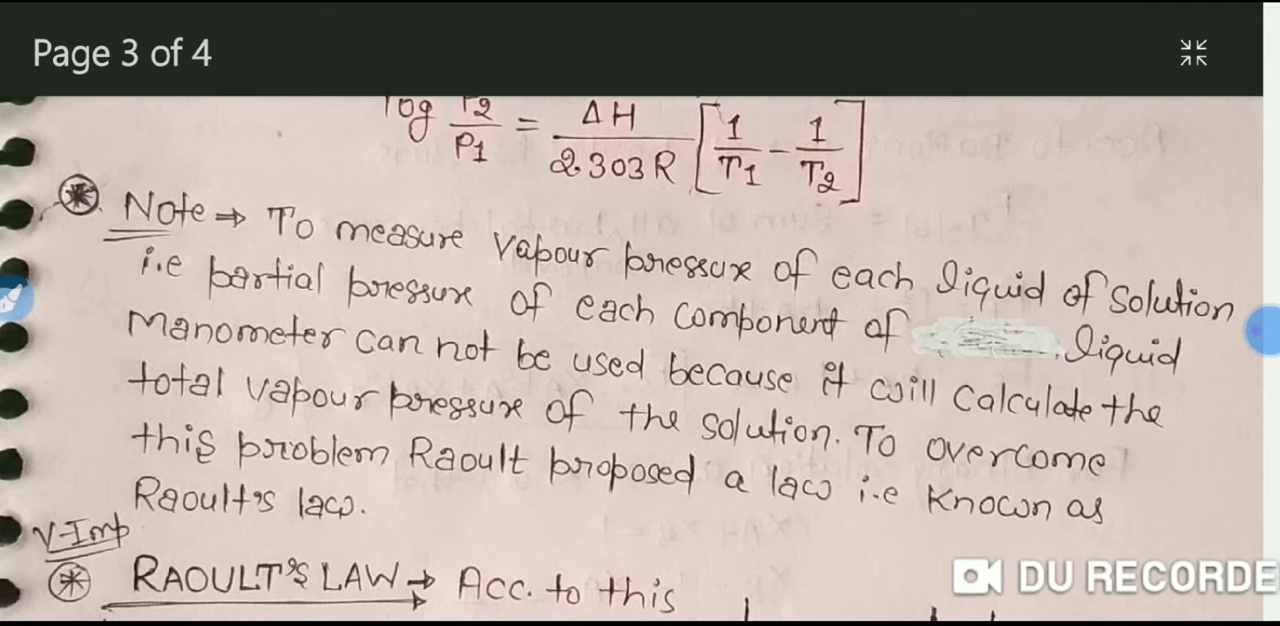 Page 3 of 4
log P2/P1 = ΔH/2.303R [1/T1 - 1/T2]
Note ⇒ To measure vapour pressure of each liquid of solution
i.e partial pressure of each component of liquid
Manometer can not be used because it will calculate the
total vapour pressure of the solution. To overcome
this problem Raoult proposed a law i.e known as
Raoult's law.
V-Imp
RAOULT'S LAW → Acc. to this
DU RECORDE